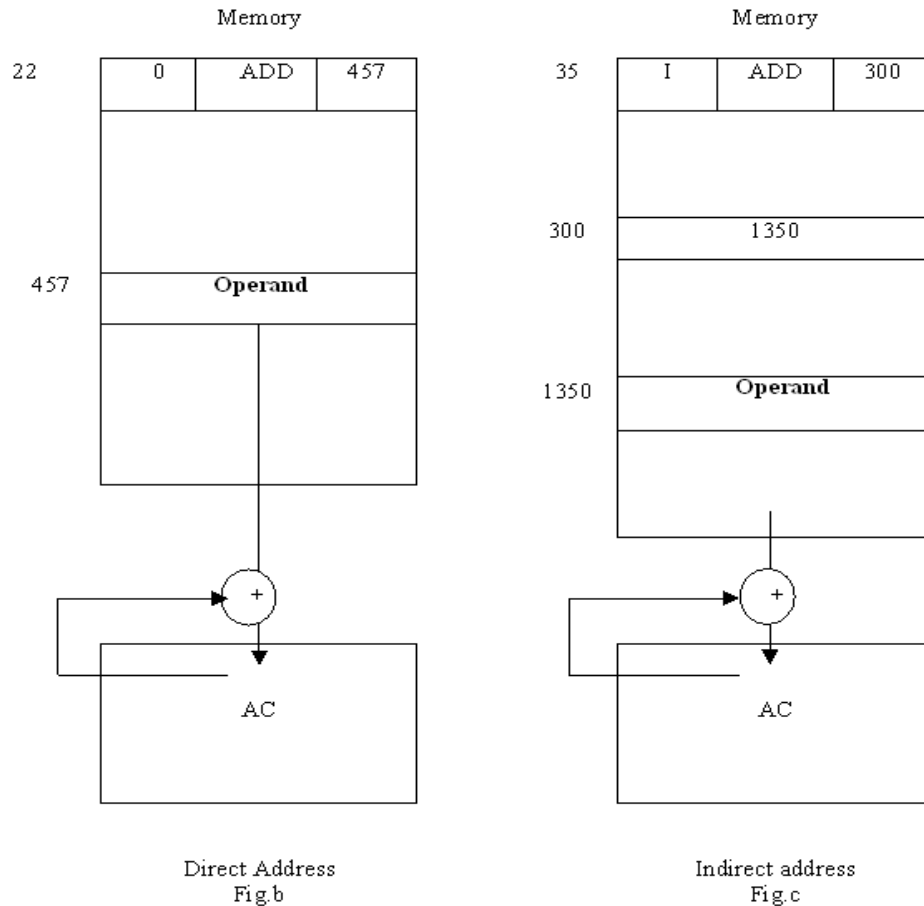 Memory
22 0 ADD 457
457 Operand
+
AC
Direct Address
Fig.b
Memory
35 I ADD 300
300 1350
1350 Operand
+
AC
Indirect address
Fig.c